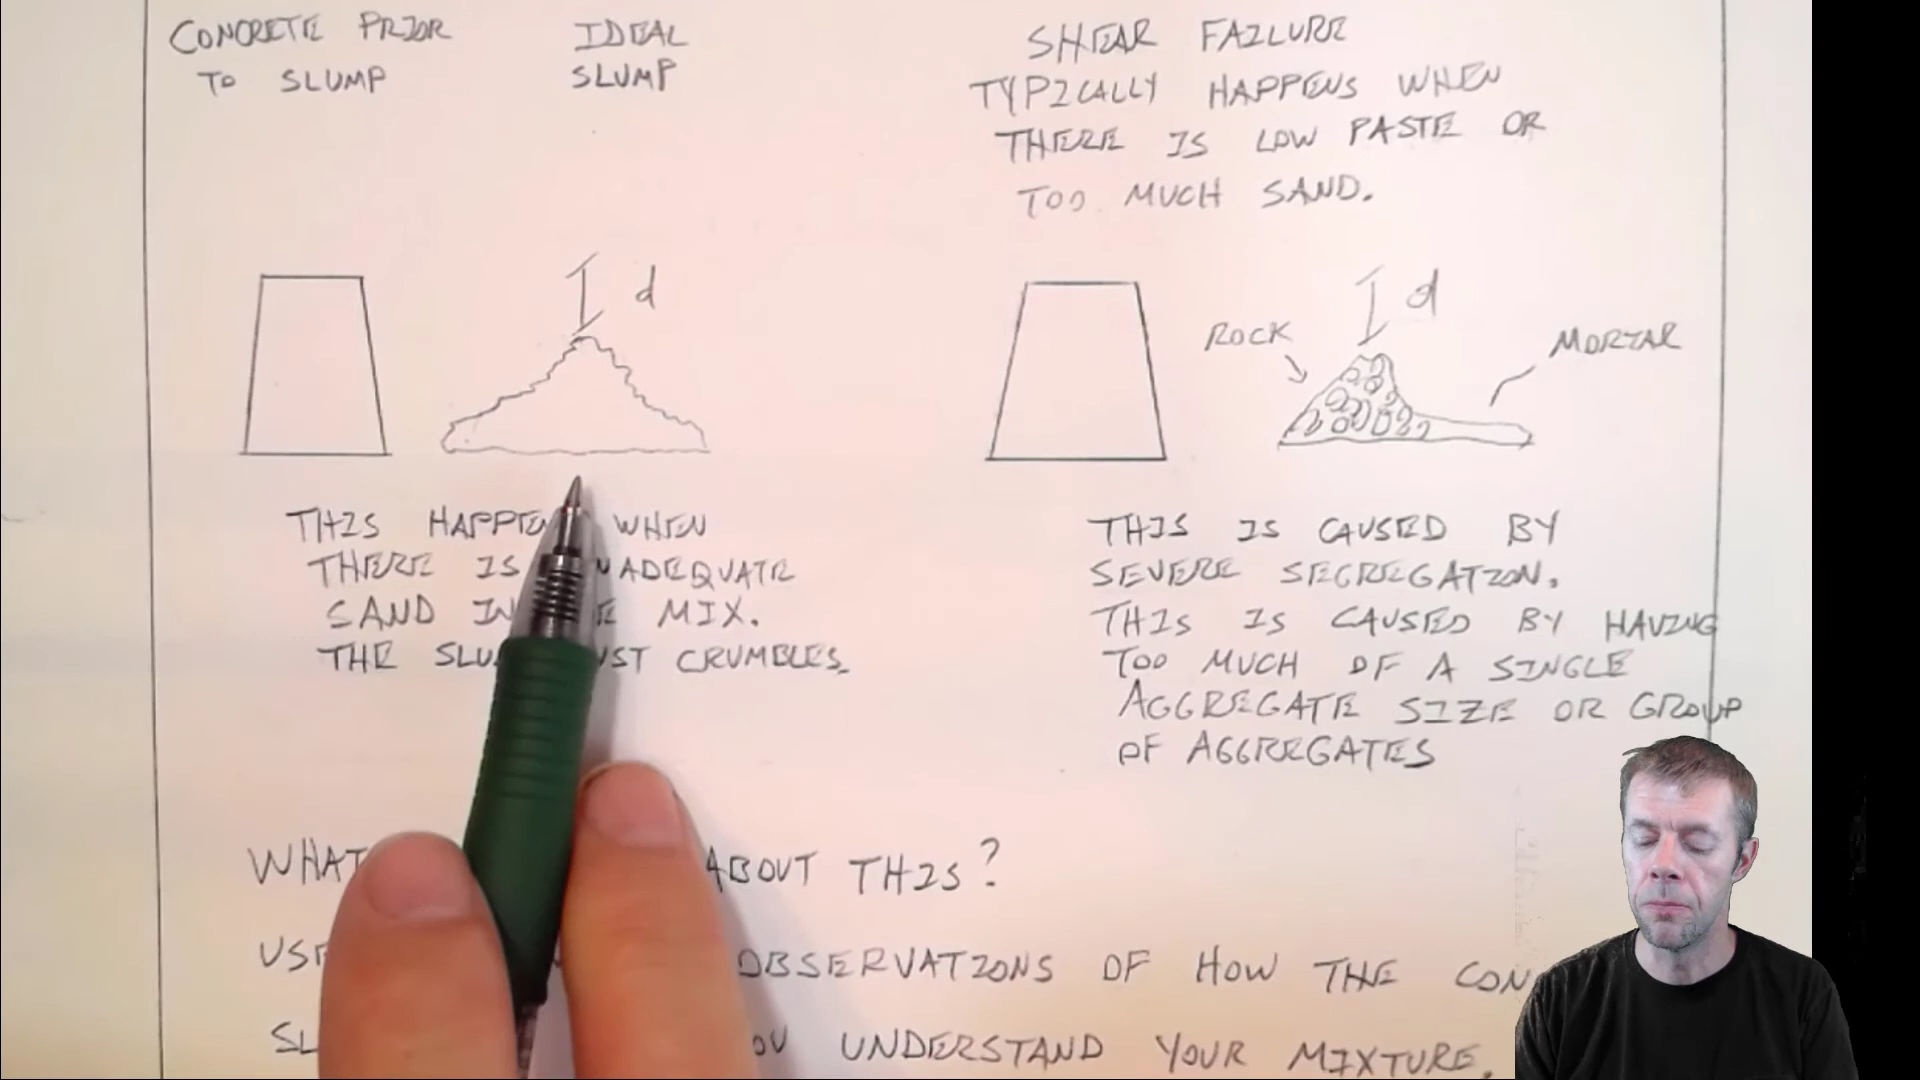 CONCRETE PRIOR
TO SLUMP
IDEAL
SLUMP
SHEAR FAILURE
TYPICALLY HAPPENS WHEN
THERE IS LOW PASTE OR
TOO MUCH SAND.
d
THIS HAPPEN WHEN
THERE IS NADEQUATE
SAND IN MIX.
THE SLU UST CRUMBLES.
d
ROCK
MORTAR
THIS IS CAUSED BY
SEVERE SEGREGATION.
THIS IS CAUSED BY HAVING
TOO MUCH OF A SINGLE
AGGREGATE SIZE OR GROUP
OF AGGREGATES
WHAT ABOUT THIS?
USE OBSERVATIONS OF HOW THE CON
SL OU UNDERSTAND YOUR MIXTURE.